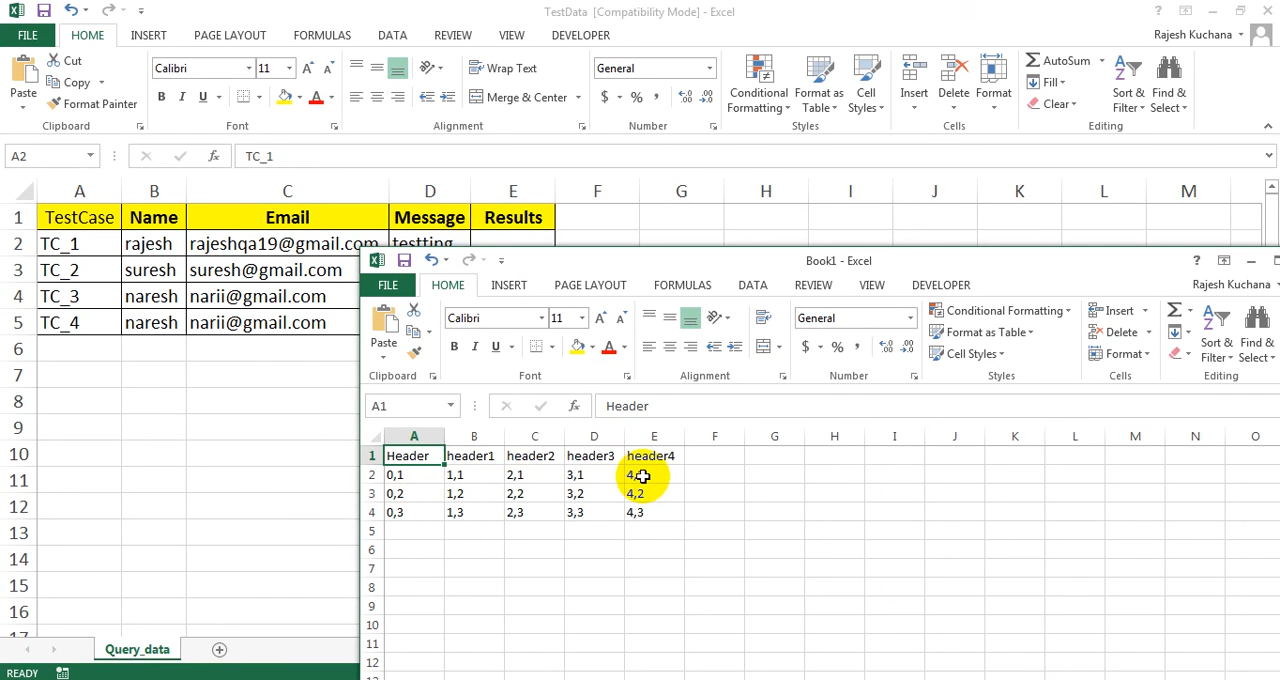 TestData [Compatibility Mode] - Excel
FILE HOME INSERT PAGE LAYOUT FORMULAS DATA REVIEW VIEW DEVELOPER Rajesh Kuchana
Cut
Copy
Format Painter
Paste
Calibri 11
B I U
Wrap Text
Merge & Center
General
$ % ,
Conditional Formatting
Format as Table
Cell Styles
Insert Delete Format
AutoSum
Fill
Clear
Sort & Filter
Find & Select
Clipboard Font Alignment Number Styles Cells Editing
A2 fx TC_1
A B C D E F G H I J K L M
1 TestCase Name Email Message Results
2 TC_1 rajesh rajeshqa19@gmail.com testting
3 TC_2 suresh suresh@gmail.com
4 TC_3 naresh narii@gmail.com
5 TC_4 naresh narii@gmail.com
6
7
8
9
10
11
12
13
14
15
16
Query_data
READY
Book1 - Excel
FILE HOME INSERT PAGE LAYOUT FORMULAS DATA REVIEW VIEW DEVELOPER Rajesh Kuchana
Paste
Calibri 11
B I U
General
$ % ,
Conditional Formatting
Format as Table
Cell Styles
Insert
Delete
Format
Sort & Filter
Find & Select
Clipboard Font Alignment Number Styles Cells Editing
A1 fx Header
A B C D E F G H I J K L M N O
1 Header header1 header2 header3 header4
2 0,1 1,1 2,1 3,1
3 0,2 1,2 2,2 3,2 4,2
4 0,3 1,3 2,3 3,3 4,3
5
6
7
8
9
10
11
12